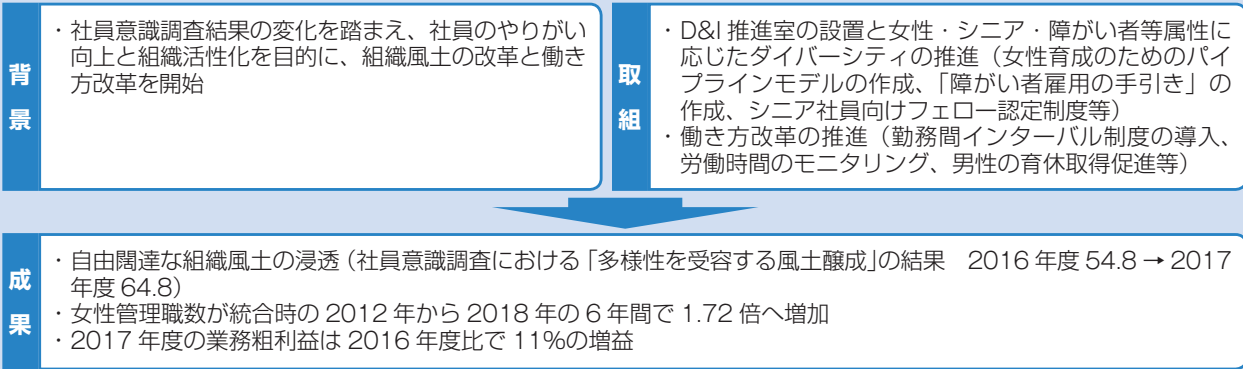 背景
・社員意識調査結果の変化を踏まえ、社員のやりがい
向上と組織活性化を目的に、組織風土の改革と働き
方改革を開始
取組
・D&I 推進室の設置と女性・シニア・障がい者等属性に
応じたダイバーシティの推進（女性育成のためのパイ
プラインモデルの作成、「障がい者雇用の手引き」の
作成、シニア社員向けフェロー認定制度等）
・働き方改革の推進（勤務間インターバル制度の導入、
労働時間のモニタリング、男性の育休取得促進等）
成果
・自由闊達な組織風土の浸透（社員意識調査における「多様性を受容する風土醸成」の結果　2016 年度 54.8 → 2017
年度 64.8）
・女性管理職数が統合時の 2012 年から 2018 年の 6 年間で 1.72 倍へ増加
・2017 年度の業務粗利益は 2016 年度比で 11％の増益